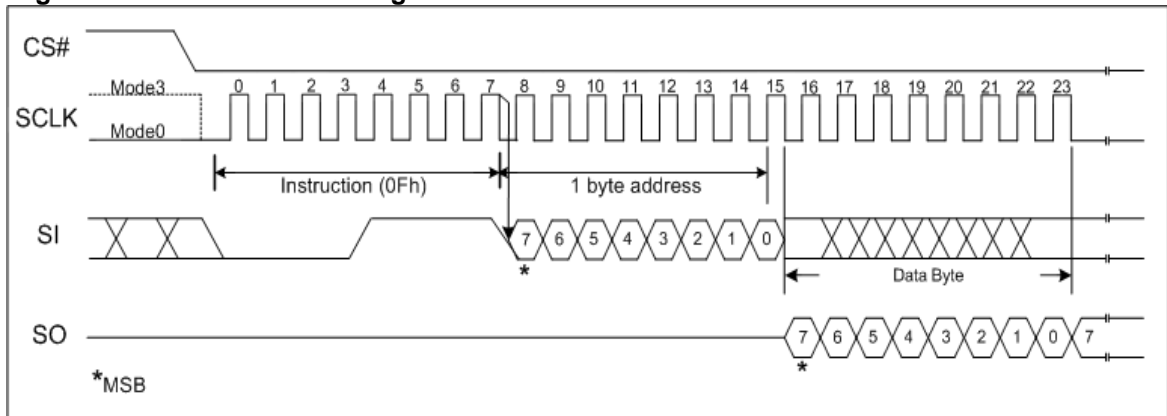 CS#
Mode3 0 1 2 3 4 5 6 7 8 9 10 11 12 13 14 15 16 17 18 19 20 21 22 23
SCLK
Mode0
Instruction (0Fh) 1 byte address
SI 7 6 5 4 3 2 1 0
* Data Byte
SO 7 6 5 4 3 2 1 0 7
*
*MSB